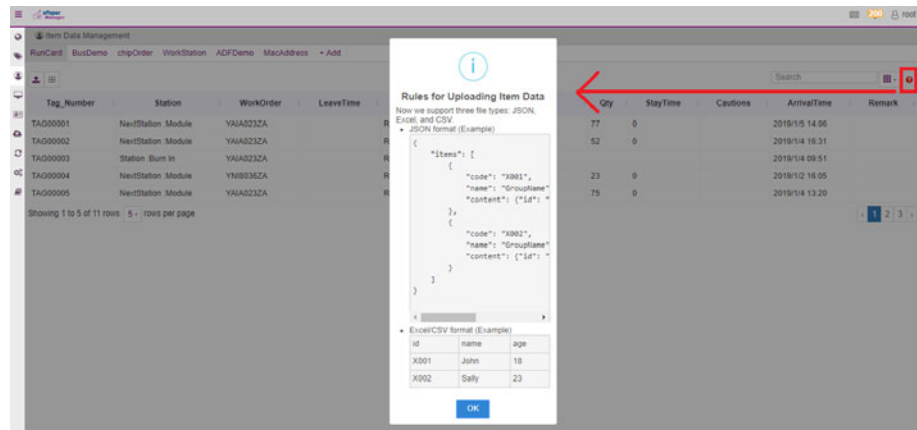 ePaper Manager
200 root
Item Data Management
RunCard BusDemo chipOrder WorkStation ADFDemo MacAddress + Add
Search
Tag_Number Station WorkOrder LeaveTime Qty StayTime Cautions ArrivalTime Remark
TAG00001 NextStation :Module YAIA023ZA R 77 0 2019/1/5 14:06
TAG00002 NextStation :Module YAIA023ZA R 52 0 2019/1/4 16:31
TAG00003 Station :Burn In YAIA023ZA R 2019/1/4 09:51
TAG00004 NextStation :Module YNI8036ZA R 23 0 2019/1/2 16:05
TAG00005 NextStation :Module YAIA023ZA R 75 0 2019/1/4 13:20
Showing 1 to 5 of 11 rows 5 rows per page
‹ 1 2 3 ›
i
Rules for Uploading Item Data
Now we support three file types: JSON,
Excel, and CSV.
• JSON format (Example)
{
"items": [
{
"code": "X001",
"name": "GroupName"
"content": {"id": "
},
{
"code": "X002",
"name": "GroupName"
"content": {"id": "
}
]
}
• Excel/CSV format (Example)
id name age
X001 John 18
X002 Sally 23
OK